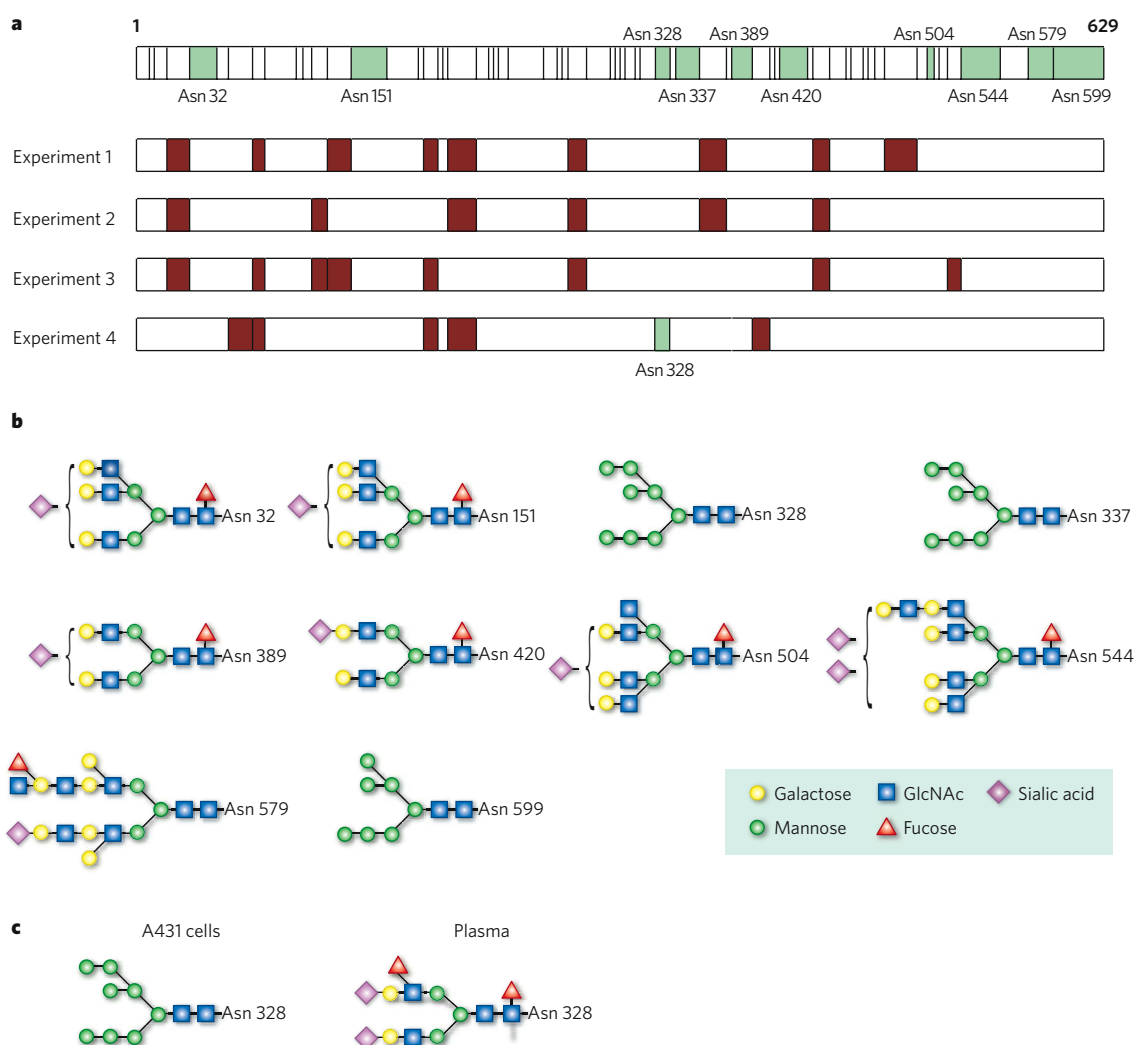 a
1
Asn 328
Asn 389
Asn 504
Asn 579
629
Asn 32
Asn 151
Asn 337
Asn 420
Asn 544
Asn 599
Experiment 1
Experiment 2
Experiment 3
Experiment 4
Asn 328
b
Asn 32
Asn 151
Asn 328
Asn 337
Asn 389
Asn 420
Asn 504
Asn 544
Asn 579
Asn 599
Galactose
GlcNAc
Sialic acid
Mannose
Fucose
c
A431 cells
Plasma
Asn 328
Asn 328